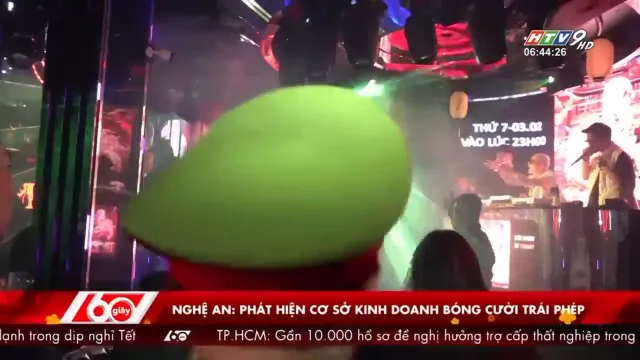 HTV9 HD
06:44:26
THỨ 7-03.02
VÀO LÚC 23H00
60 giây
NGHỆ AN: PHÁT HIỆN CƠ SỞ KINH DOANH BÓNG CƯỜI TRÁI PHÉP
lạnh trong dịp nghỉ Tết 60 TP.HCM: Gần 10.000 hồ sơ đề nghị hưởng trợ cấp thất nghiệp trong